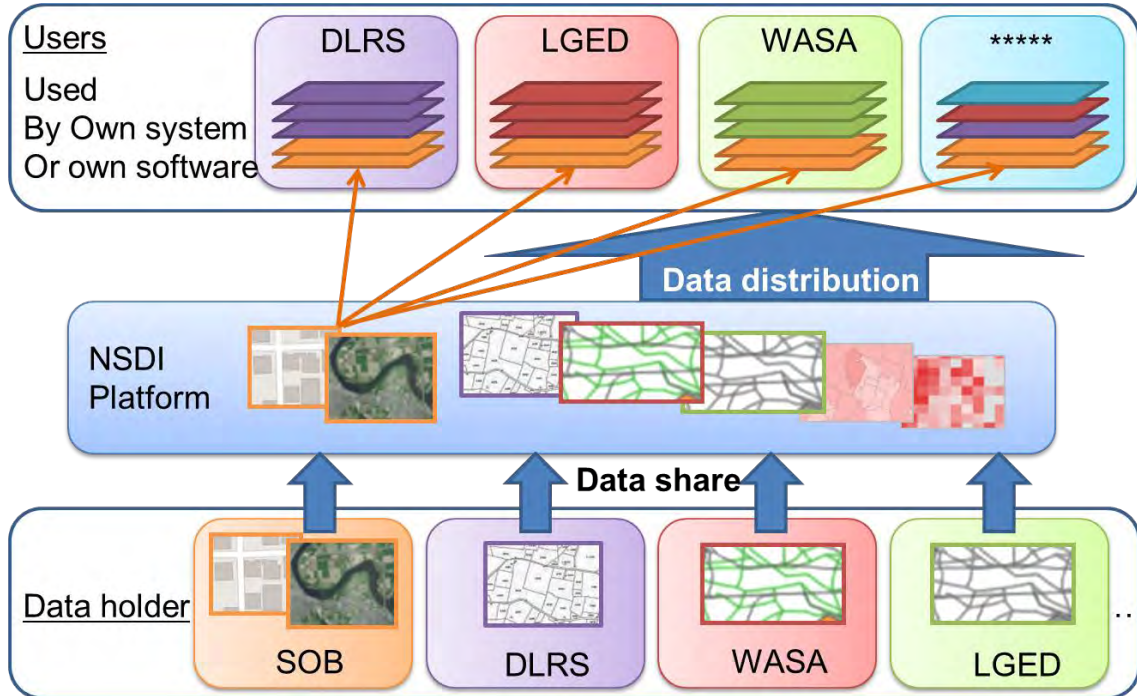 Users
DLRS
LGED
WASA
*****
Used
By Own system
Or own software
Data distribution
NSDI
Platform
Data share
Data holder
SOB
DLRS
WASA
LGED
...